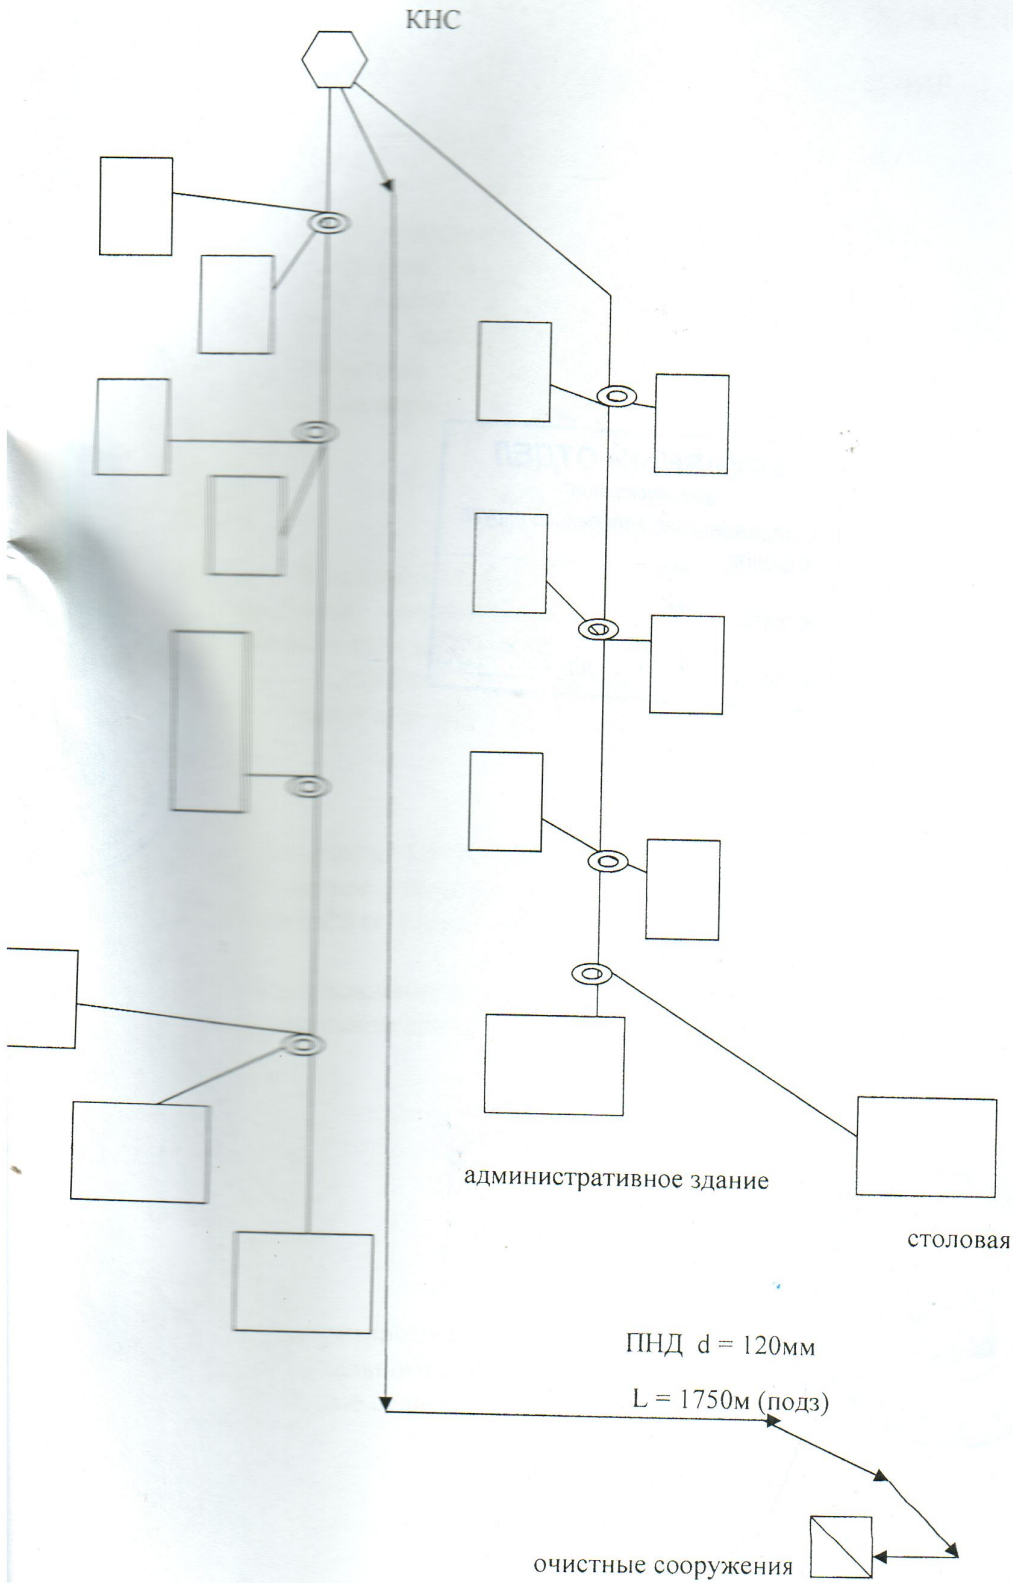 КНС
административное здание
столовая
ПНД d = 120мм
L = 1750м (подз)
очистные сооружения